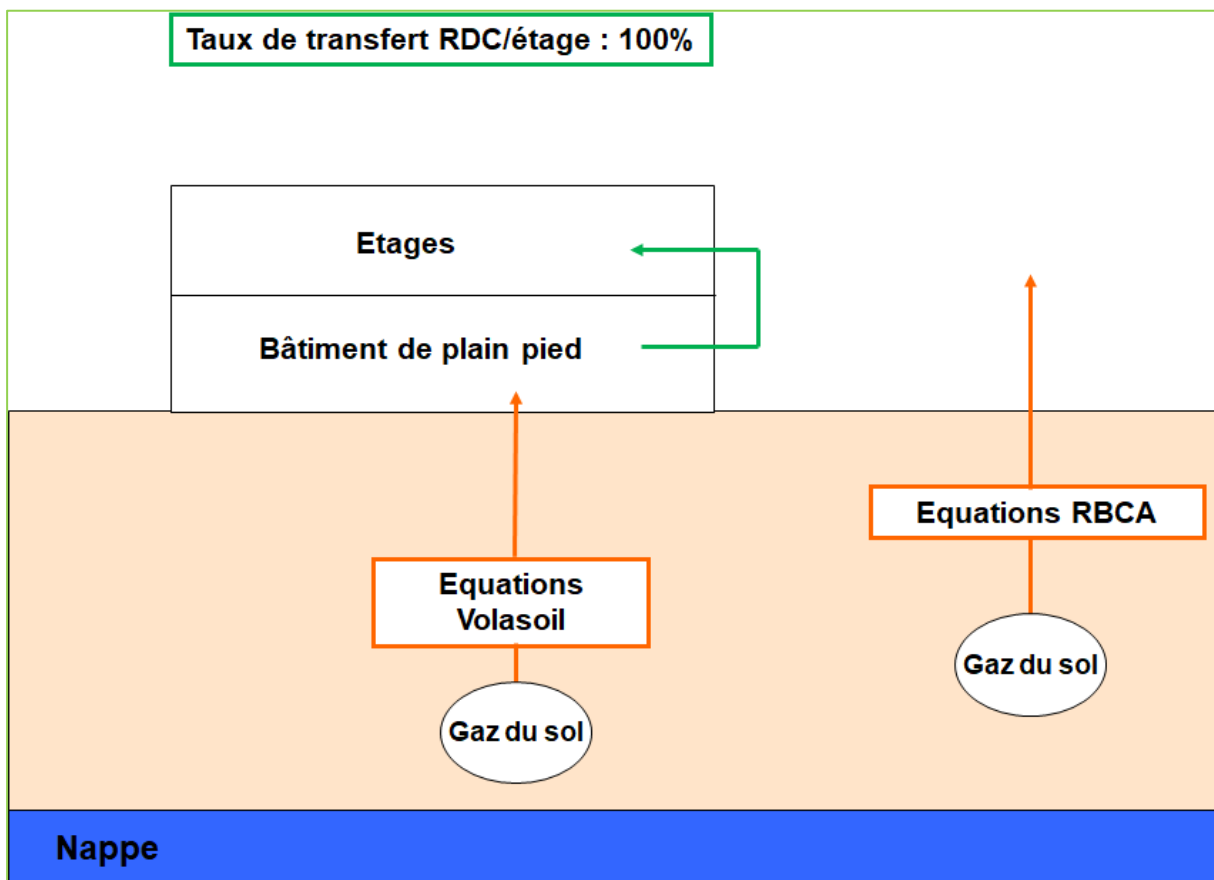 Taux de transfert RDC/étage : 100%
Etages
Bâtiment de plain pied
Equations RBCA
Equations
Volasoil
Gaz du sol
Gaz du sol
Nappe